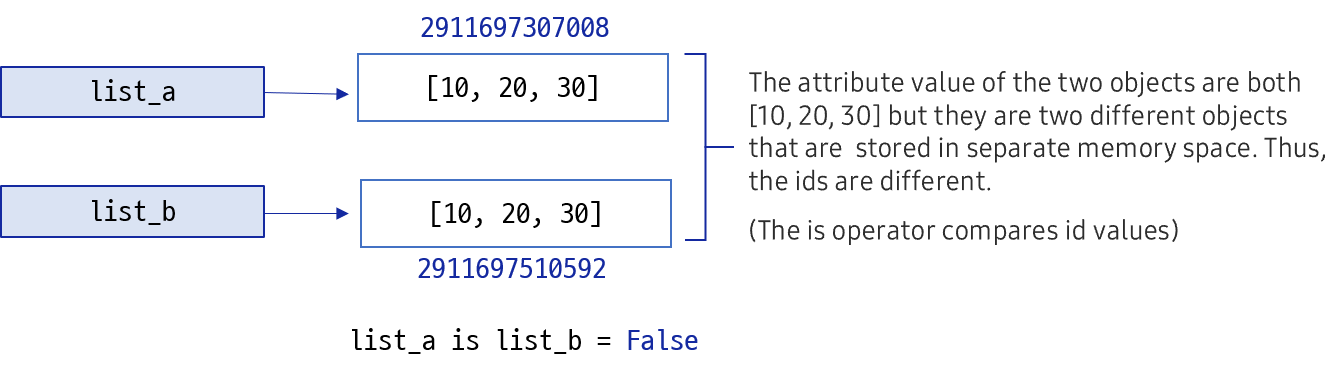 2911697307008
list_a
[10, 20, 30]
The attribute value of the two objects are both
[10, 20, 30] but they are two different objects
that are  stored in separate memory space. Thus,
the ids are different.
list_b
[10, 20, 30]
(The is operator compares id values)
2911697510592
list_a is list_b = False